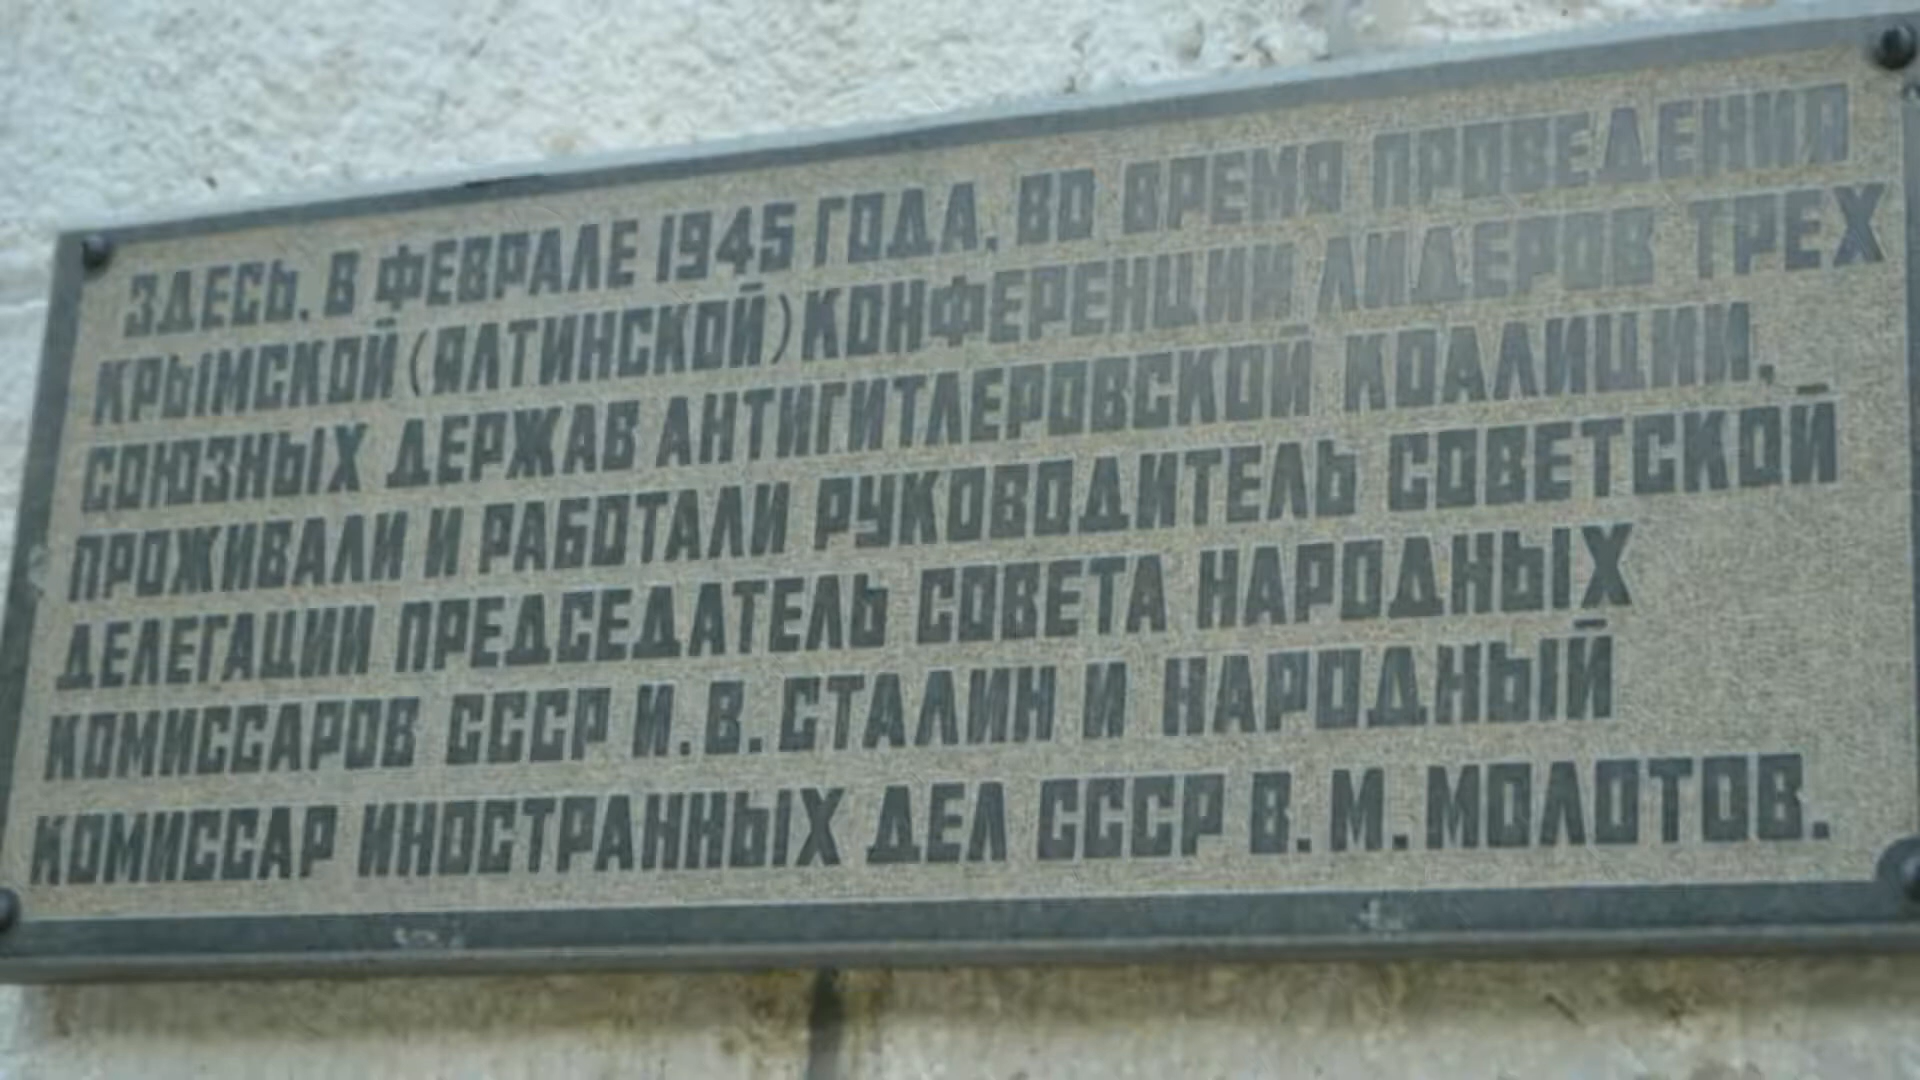 ЗДЕСЬ, В ФЕВРАЛЕ 1945 ГОДА, ВО ВРЕМЯ ПРОВЕДЕНИЯ
КРЫМСКОЙ (ЯЛТИНСКОЙ) КОНФЕРЕНЦИИ ЛИДЕРОВ ТРЕХ
СОЮЗНЫХ ДЕРЖАВ АНТИГИТЛЕРОВСКОЙ КОАЛИЦИИ,
ПРОЖИВАЛИ И РАБОТАЛИ РУКОВОДИТЕЛЬ СОВЕТСКОЙ
ДЕЛЕГАЦИИ ПРЕДСЕДАТЕЛЬ СОВЕТА НАРОДНЫХ
КОМИССАРОВ СССР И.В.СТАЛИН И НАРОДНЫЙ
КОМИССАР ИНОСТРАННЫХ ДЕЛ СССР В.М.МОЛОТОВ.